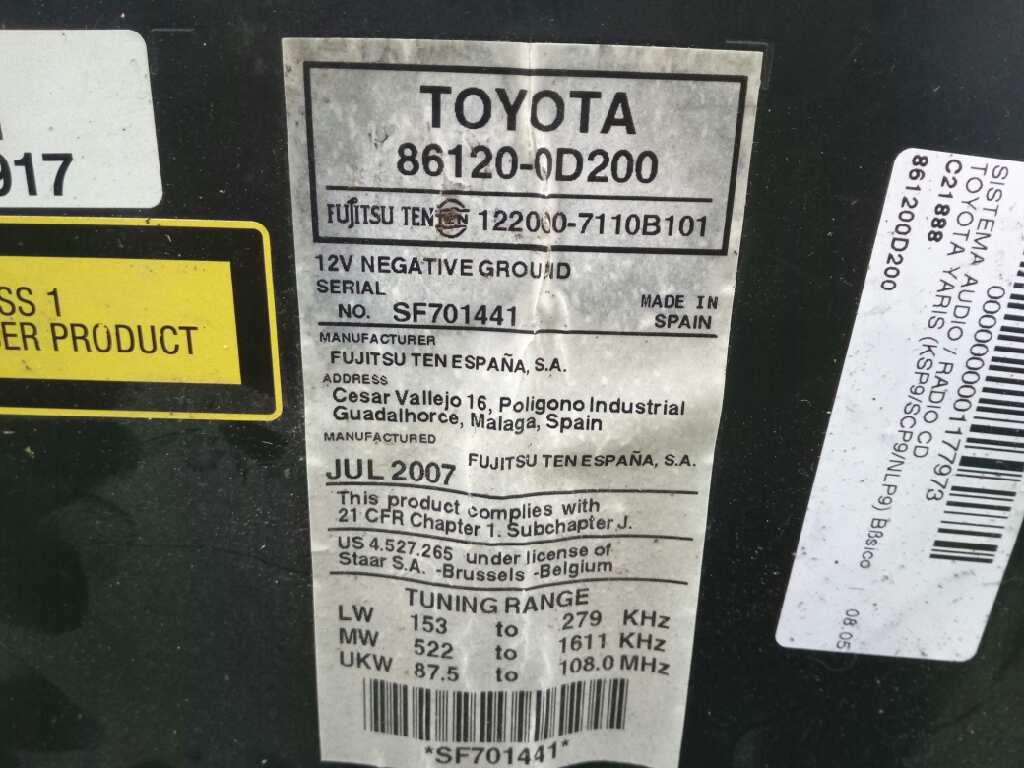 917
SS 1
ER PRODUCT
TOYOTA
86120-0D200
FUJITSU TEN TEN 122000-7110B101
12V NEGATIVE GROUND
SERIAL
NO. SF701441
MADE IN
SPAIN
MANUFACTURER
FUJITSU TEN ESPAÑA, S.A.
ADDRESS
Cesar Vallejo 16, Poligono Industrial
Guadalhorce, Malaga, Spain
MANUFACTURED
JUL 2007 FUJITSU TEN ESPAÑA, S.A.
This product complies with
21 CFR Chapter 1. Subchapter J.
US 4.527.265 under license of
Staar S.A. -Brussels -Belgium
TUNING RANGE
LW 153 to 279 KHz
MW 522 to 1611 KHz
UKW 87.5 to 108.0 MHz
*SF701441*
0000000001177973
SISTEMA AUDIO / RADIO CD
TOYOTA YARIS (KSP9/SCP9/NLP9) Bßsico | 08.05
C21888
861200D200